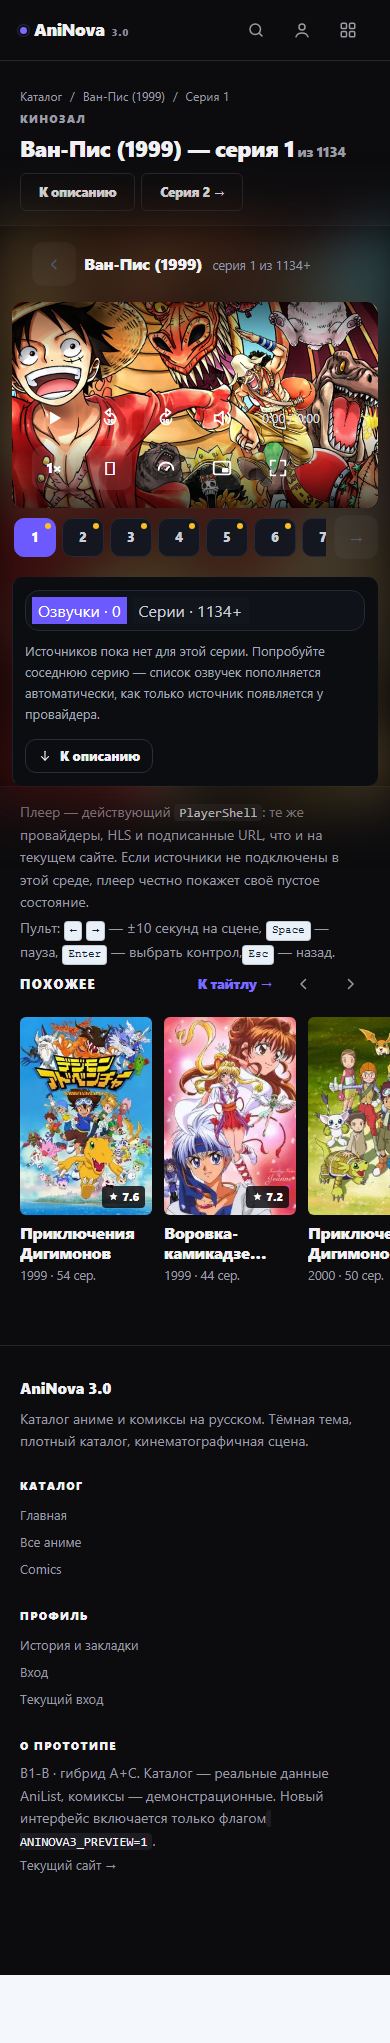 AniNova 3.0
Каталог / Ван-Пис (1999) / Серия 1
КИНОЗАЛ
Ван-Пис (1999) — серия 1 из 1134
К описанию
Серия 2 →
Ван-Пис (1999) серия 1 из 1134+
0:00 0:00
1×
1 2 3 4 5 6 7 →
Озвучки · 0 Серии · 1134+
Источников пока нет для этой серии. Попробуйте
соседнюю серию — список озвучек пополняется
автоматически, как только источник появляется у
провайдера.
↓ К описанию
Плеер — действующий PlayerShell : те же
провайдеры, HLS и подписанные URL, что и на
текущем сайте. Если источники не подключены в
этой среде, плеер честно покажет своё пустое
состояние.
Пульт: ← → — ±10 секунд на сцене, Space —
пауза, Enter — выбрать контрол, Esc — назад.
ПОХОЖЕЕ
К тайтлу →
★ 7.6
★ 7.2
Приключения
Дигимонов
1999 · 54 сер.
Воровка-
камикадзе…
1999 · 44 сер.
Приключе
Дигимоно
2000 · 50 сер.
AniNova 3.0
Каталог аниме и комиксы на русском. Тёмная тема,
плотный каталог, кинематографичная сцена.
КАТАЛОГ
Главная
Все аниме
Comics
ПРОФИЛЬ
История и закладки
Вход
Текущий вход
О ПРОТОТИПЕ
B1-B · гибрид A+C. Каталог — реальные данные
AniList, комиксы — демонстрационные. Новый
интерфейс включается только флагом
ANINOVA3_PREVIEW=1 .
Текущий сайт →